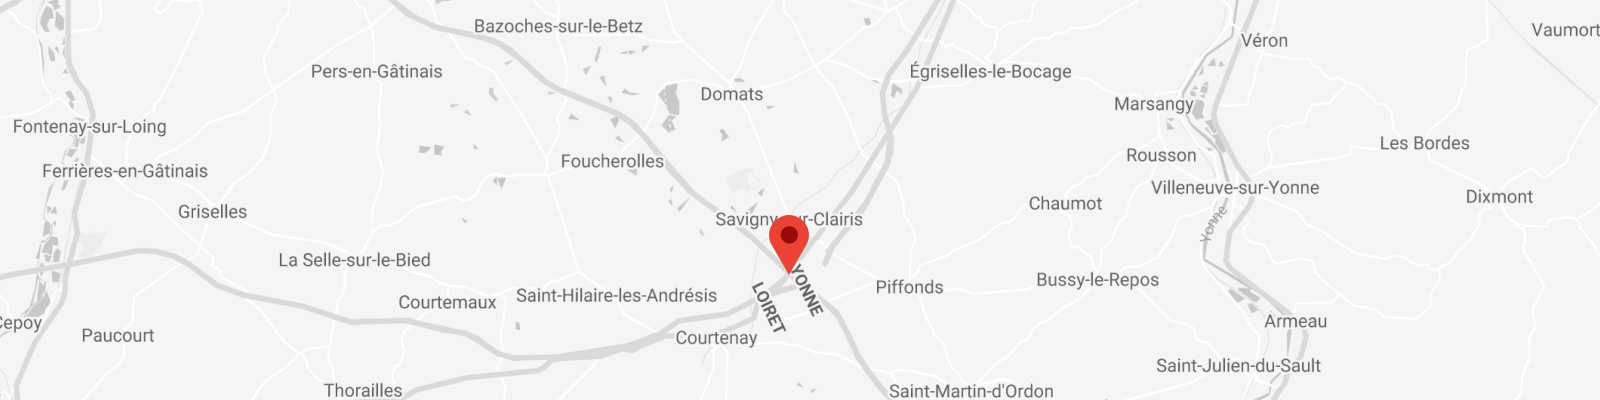 Bazoches-sur-le-Betz
Vaumort
Véron
Pers-en-Gâtinais
Égriselles-le-Bocage
Domats
Marsangy
Fontenay-sur-Loing
Les Bordes
Rousson
Foucherolles
Ferrières-en-Gâtinais
Villeneuve-sur-Yonne
Dixmont
Chaumot
Griselles
Savigny-sur-Clairis
Yonne
La Selle-sur-le-Bied
Bussy-le-Repos
Piffonds
YONNE
Saint-Hilaire-les-Andrésis
Courtemaux
LOIRET
Cepoy
Armeau
Paucourt
Courtenay
Saint-Julien-du-Sault
Thorailles
Saint-Martin-d'Ordon